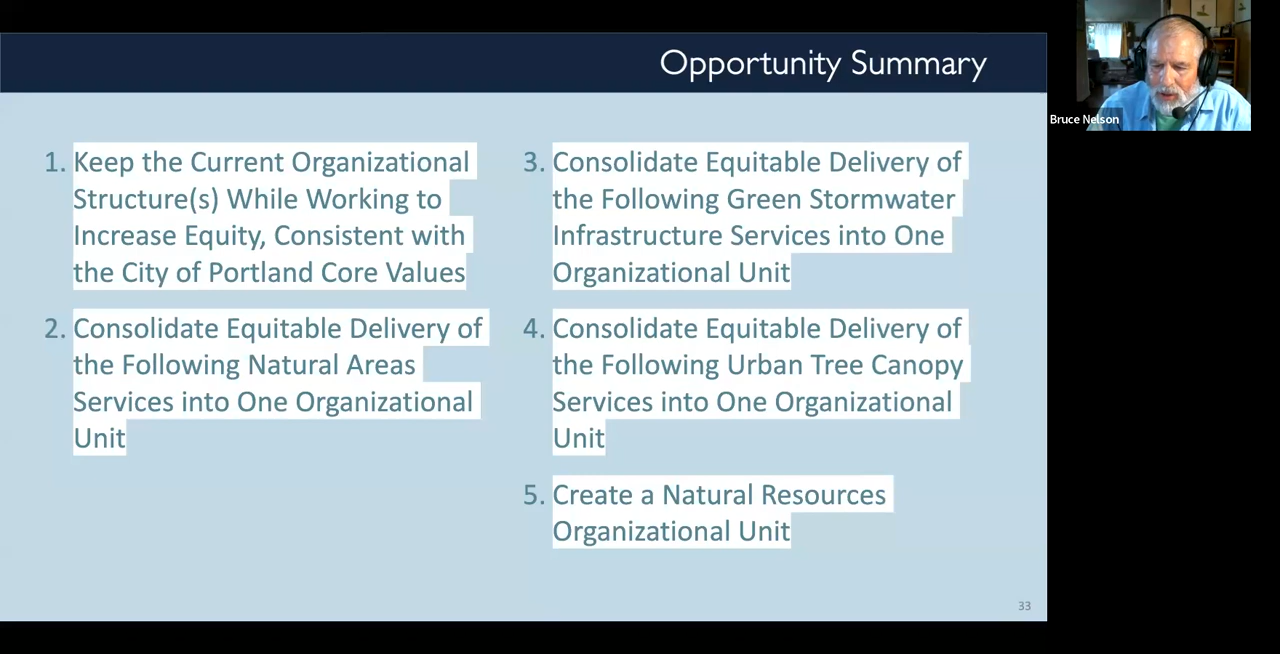 Opportunity Summary
1. Keep the Current Organizational
Structure(s) While Working to
Increase Equity, Consistent with
the City of Portland Core Values
2. Consolidate Equitable Delivery of
the Following Natural Areas
Services into One Organizational
Unit
3. Consolidate Equitable Delivery of
the Following Green Stormwater
Infrastructure Services into One
Organizational Unit
4. Consolidate Equitable Delivery of
the Following Urban Tree Canopy
Services into One Organizational
Unit
5. Create a Natural Resources
Organizational Unit
33
Bruce Nelson